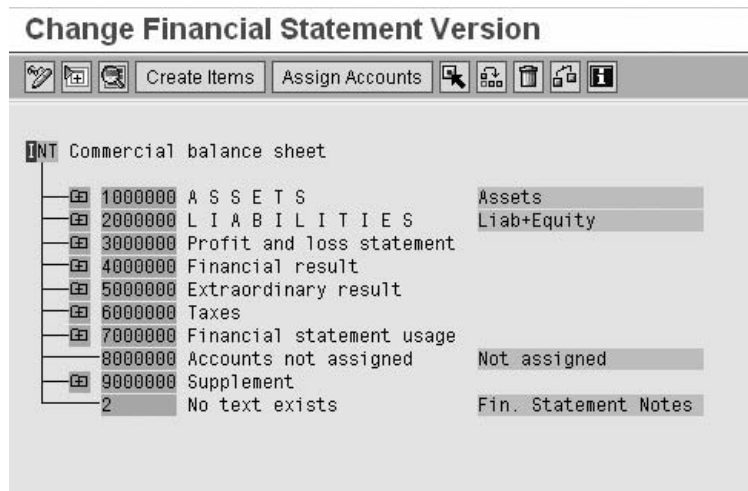 Change Financial Statement Version
Create Items Assign Accounts
INT Commercial balance sheet
1000000 A S S E T S Assets
2000000 L I A B I L I T I E S Liab+Equity
3000000 Profit and loss statement
4000000 Financial result
5000000 Extraordinary result
6000000 Taxes
7000000 Financial statement usage
8000000 Accounts not assigned Not assigned
9000000 Supplement
2 No text exists Fin. Statement Notes